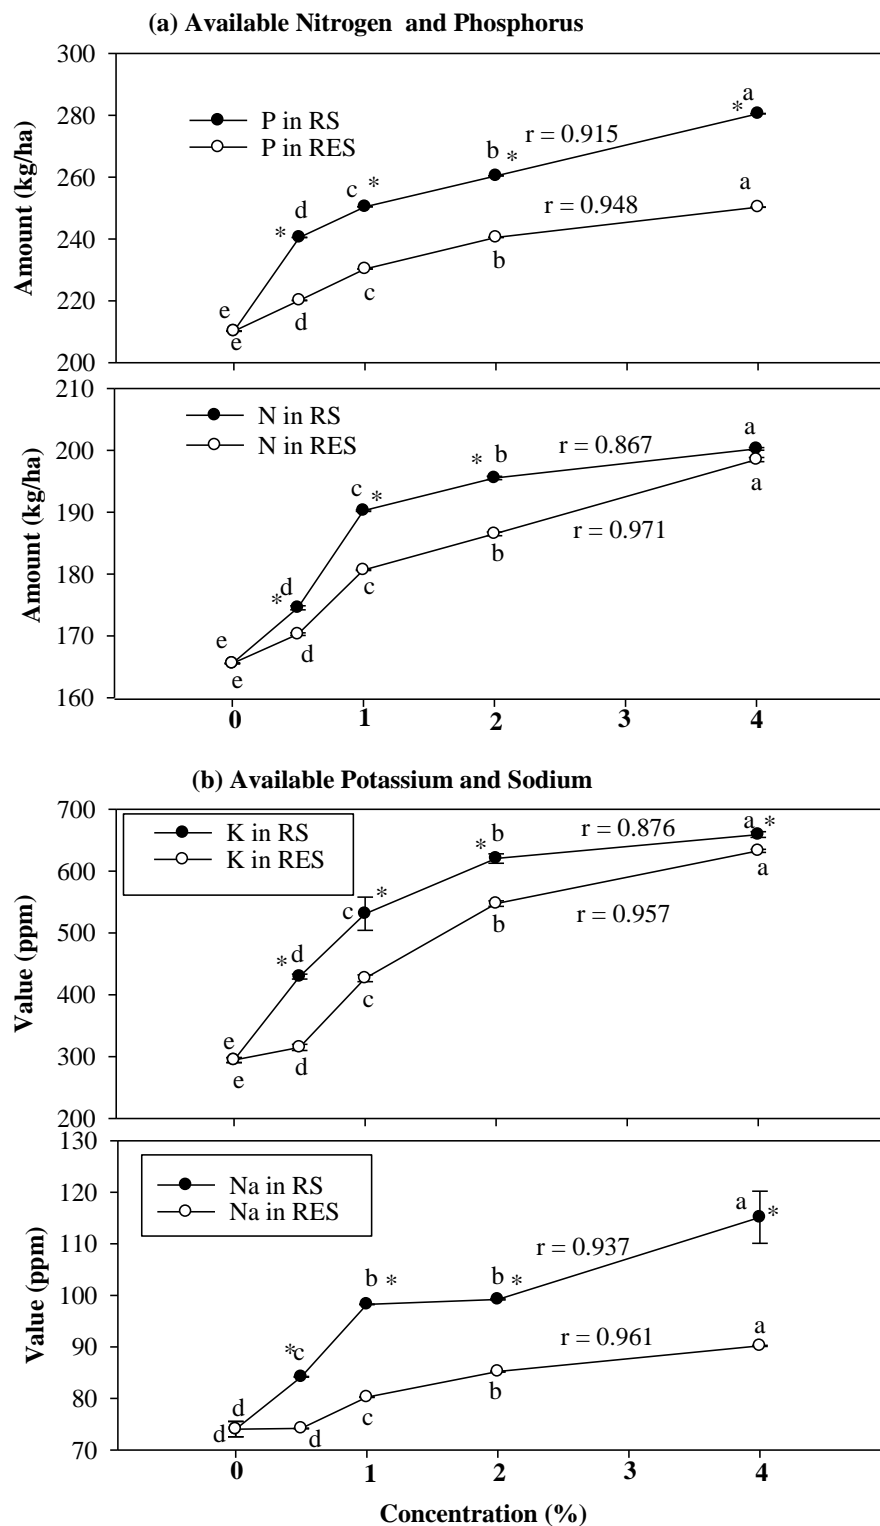 (a) Available Nitrogen and Phosphorus
300
280
260
240
220
200
Amount (kg/ha)
P in RS
P in RES
r = 0.915
r = 0.948
e
* d
c *
b *
* a
e
d
c
b
a
210
200
190
180
170
160
Amount (kg/ha)
N in RS
N in RES
r = 0.867
r = 0.971
e
* d
c *
* b
a
e
d
c
b
a
0 1 2 3 4
(b) Available Potassium and Sodium
700
600
500
400
300
200
Value (ppm)
K in RS
K in RES
r = 0.876
r = 0.957
e
* d
c *
* b
a *
e
d
c
b
a
130
120
110
100
90
80
70
Value (ppm)
Na in RS
Na in RES
r = 0.937
r = 0.961
d
*c
b *
b *
a *
d
d
c
b
a
0 1 2 3 4
Concentration (%)